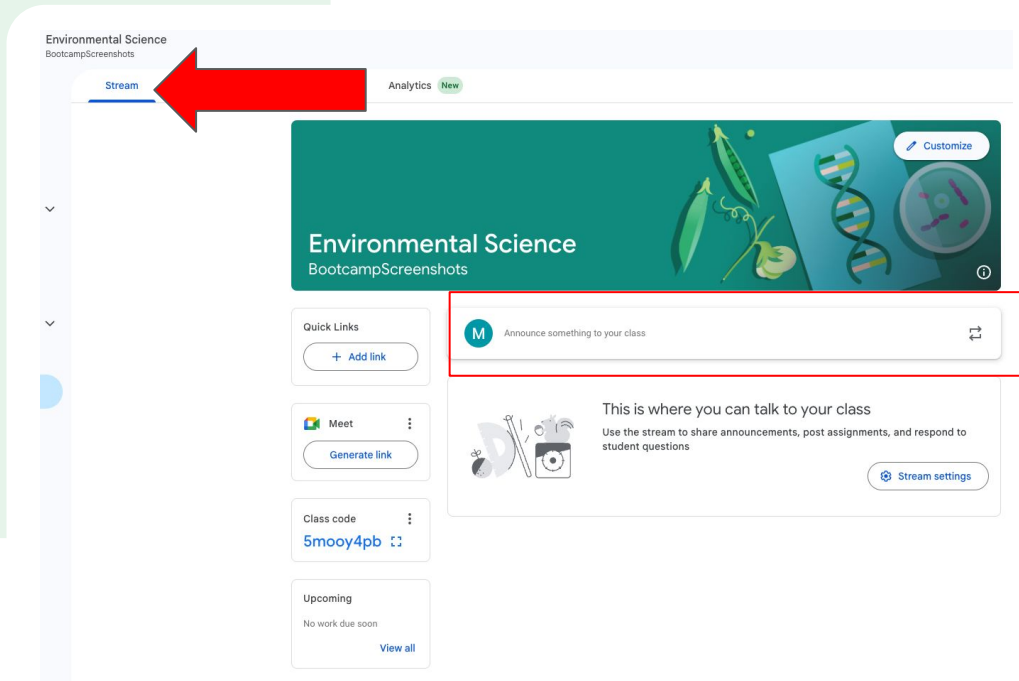 Environmental Science
BootcampScreenshots
Stream
Analytics New
Customize
Environmental Science
BootcampScreenshots
Quick Links
+ Add link
M Announce something to your class
Meet
Generate link
This is where you can talk to your class
Use the stream to share announcements, post assignments, and respond to
student questions
Stream settings
Class code
5mooy4pb
Upcoming
No work due soon
View all